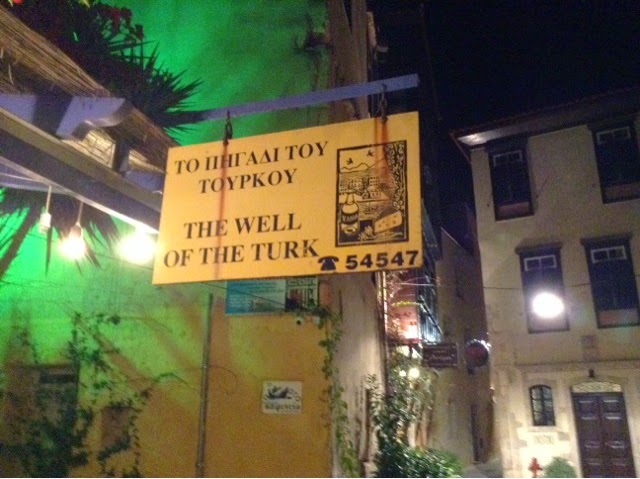 ΤΟ ΠΗΓΑΔΙ ΤΟΥ
ΤΟΥΡΚΟΥ
THE WELL
OF THE TURK
☎ 54547